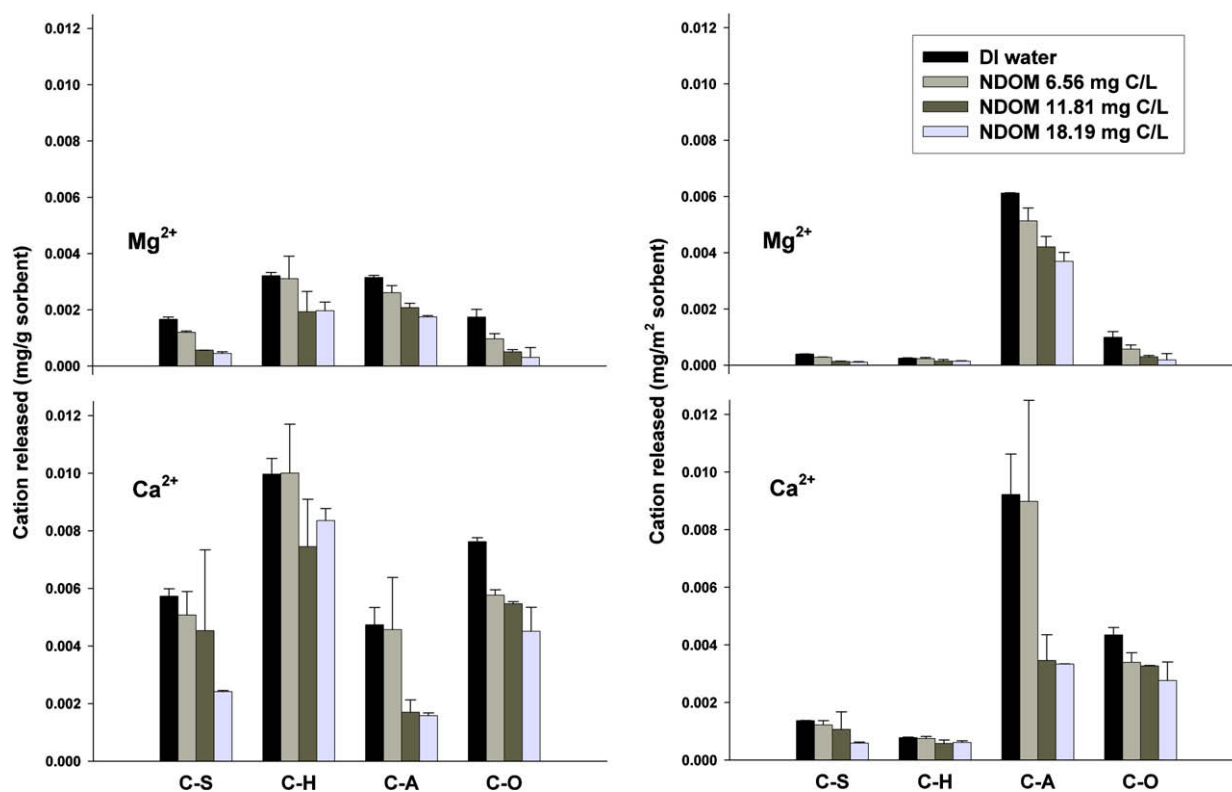 Cation released (mg/g sorbent)
0.012
0.010
0.008
0.006
0.004
0.002
0.000
Mg2+
0.012
0.010
0.008
0.006
0.004
0.002
0.000
Ca2+
C-S C-H C-A C-O
Cation released (mg/m2 sorbent)
0.012
0.010
0.008
0.006
0.004
0.002
0.000
Mg2+
DI water
NDOM 6.56 mg C/L
NDOM 11.81 mg C/L
NDOM 18.19 mg C/L
0.012
0.010
0.008
0.006
0.004
0.002
0.000
Ca2+
C-S C-H C-A C-O